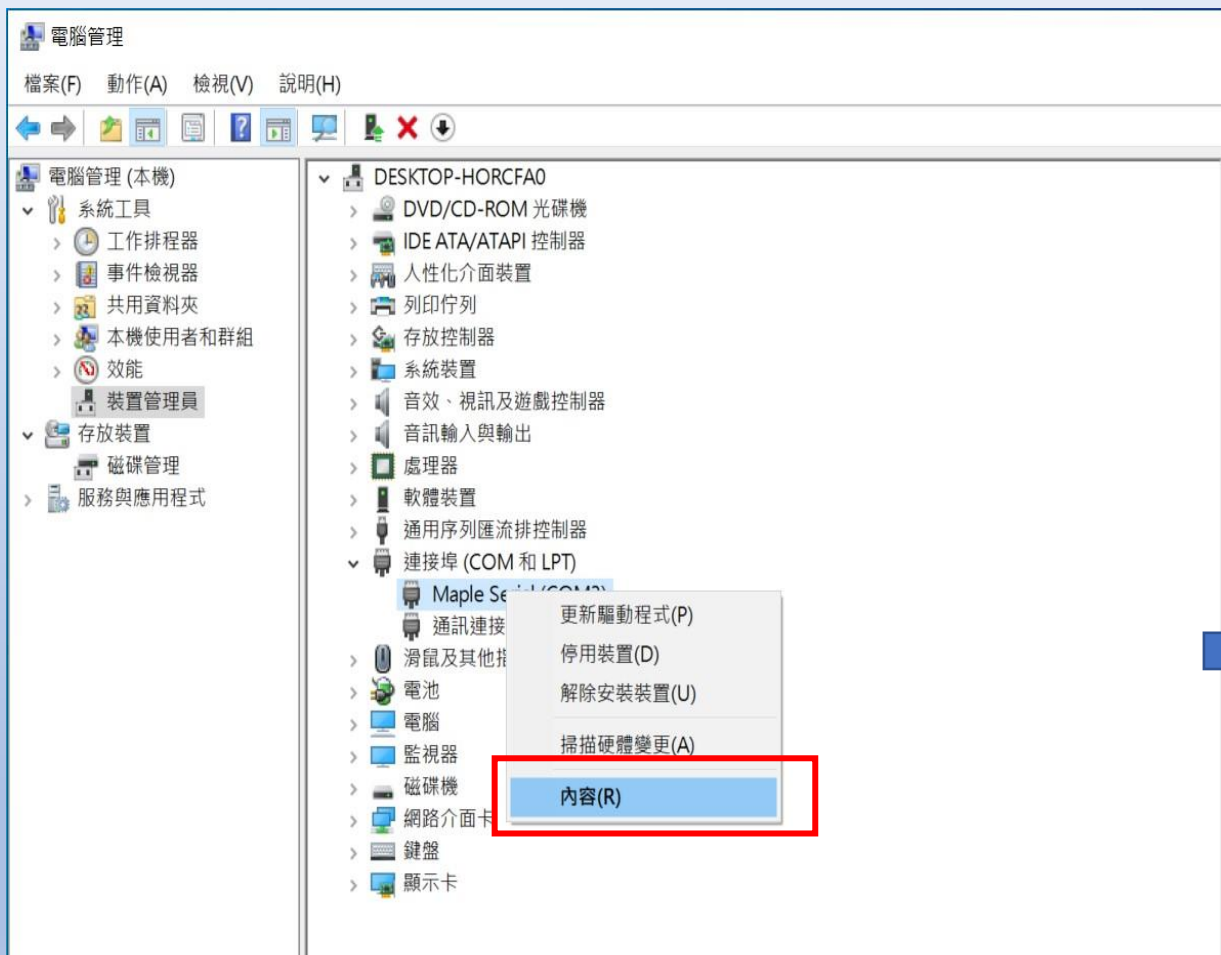 電腦管理
檔案(F) 動作(A) 檢視(V) 說明(H)
電腦管理 (本機)
系統工具
工作排程器
事件檢視器
共用資料夾
本機使用者和群組
效能
裝置管理員
存放裝置
磁碟管理
服務與應用程式
DESKTOP-HORCFA0
DVD/CD-ROM 光碟機
IDE ATA/ATAPI 控制器
人性化介面裝置
列印佇列
存放控制器
系統裝置
音效、視訊及遊戲控制器
音訊輸入與輸出
處理器
軟體裝置
通用序列匯流排控制器
連接埠 (COM 和 LPT)
Maple
通訊連接
滑鼠及其他
電池
電腦
監視器
磁碟機
網路介面卡
鍵盤
顯示卡
更新驅動程式(P)
停用裝置(D)
解除安裝裝置(U)
掃描硬體變更(A)
內容(R)